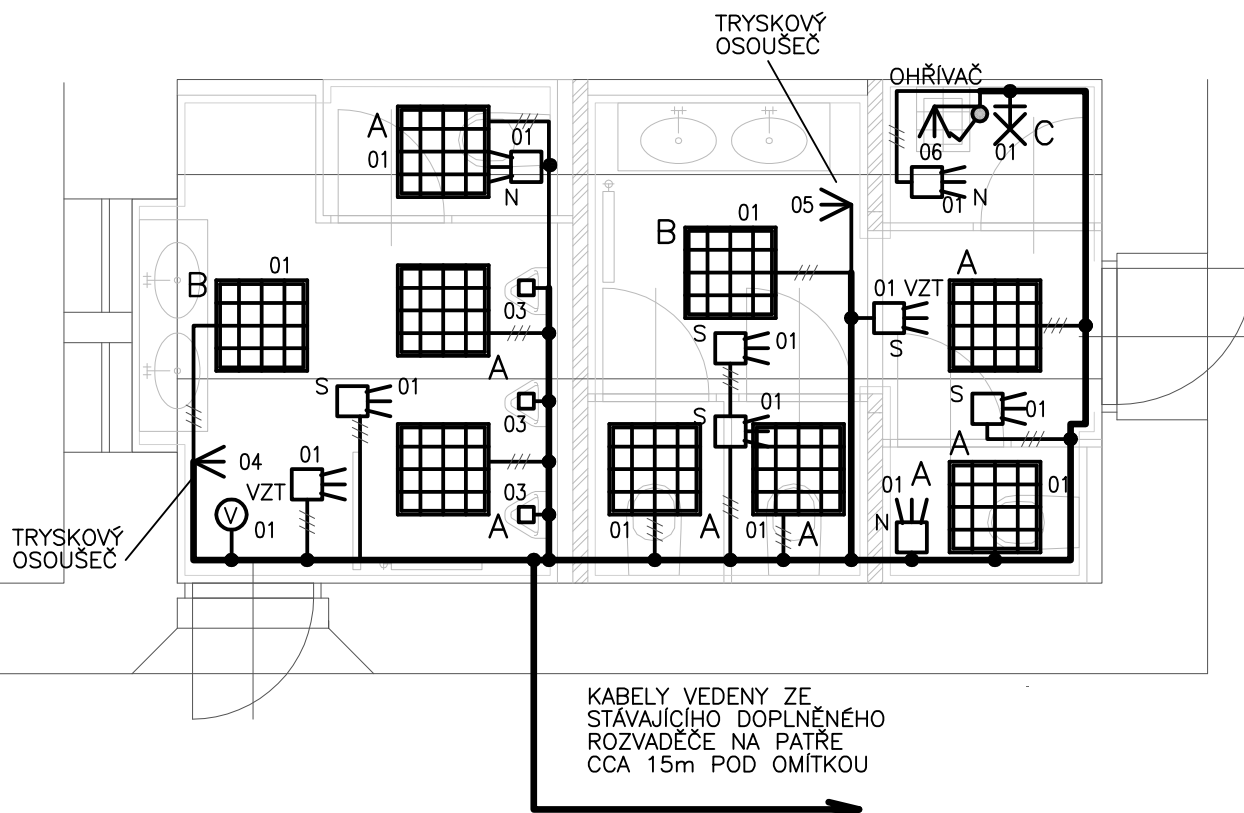 TRYSKOVÝ
OSOUŠEČ
OHŘÍVAČ
A
01
01
N
06
01
C
01
N
B
01
05
B
01
A
03
A
01 VZT
S
S
01
S
01
03
S
01
S
01
A
04
01
VZT
V
01
03
A
01
A
01
A
01
A
N
01
TRYSKOVÝ
OSOUŠEČ
KABELY VEDENY ZE
STÁVAJÍCÍHO DOPLNĚNÉHO
ROZVADĚČE NA PATŘE
CCA 15m POD OMÍTKOU